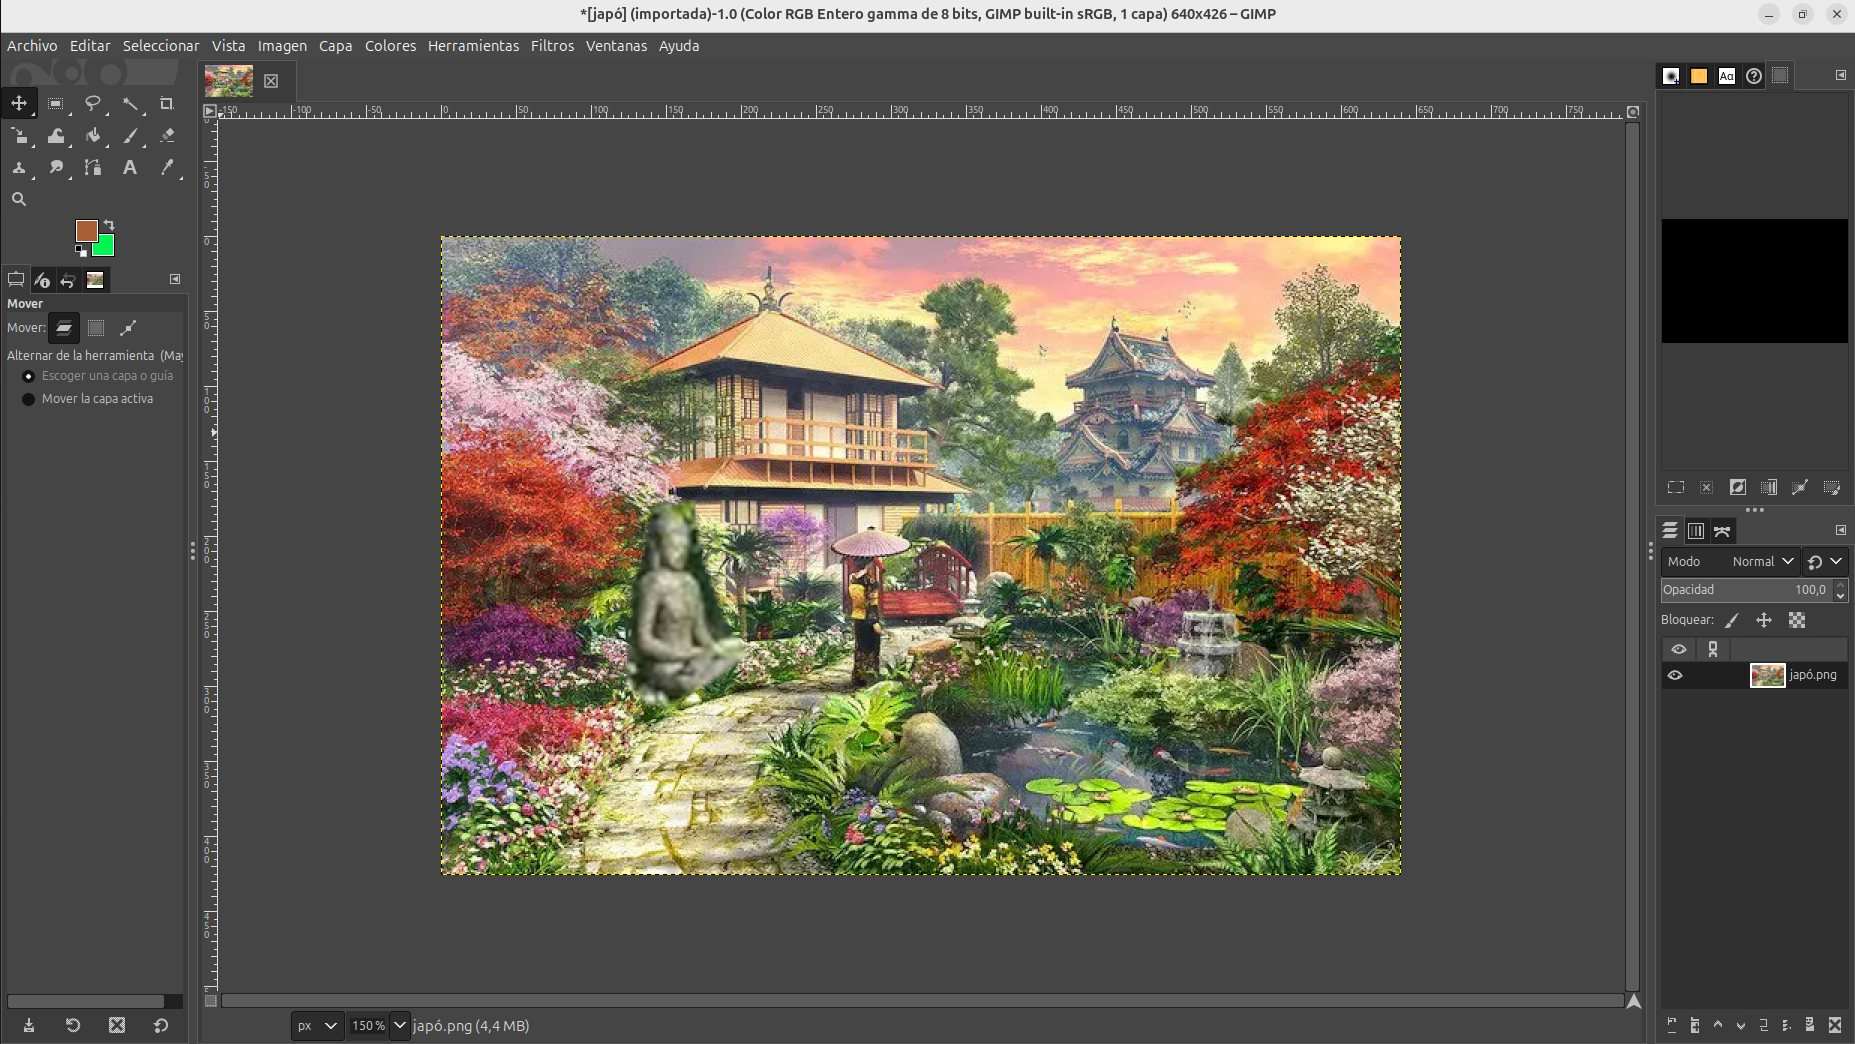 *[japó] (importada)-1.0 (Color RGB Entero gamma de 8 bits, GIMP built-in sRGB, 1 capa) 640x426 – GIMP
Archivo Editar Seleccionar Vista Imagen Capa Colores Herramientas Filtros Ventanas Ayuda
-150 -100 -50 0 50 100 150 200 250 300 350 400 450 500 550 600 650 700 750
Mover
Mover:
Alternar de la herramienta (May
Escoger una capa o guía
Mover la capa activa
Modo Normal
Opacidad 100,0
Bloquear:
japó.png
px 150 % japó.png (4,4 MB)